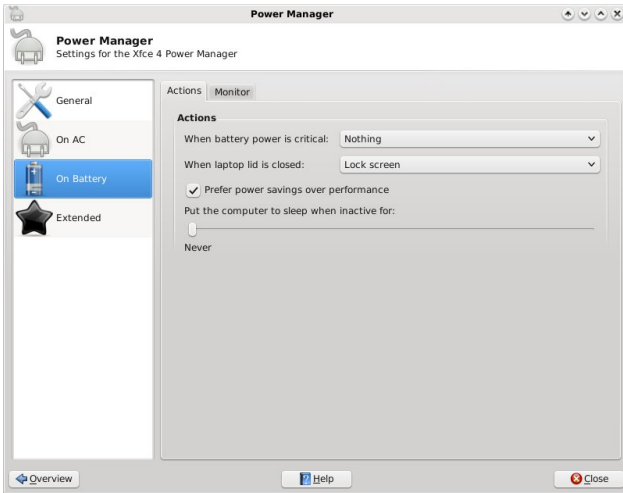 Power Manager
Power Manager
Settings for the Xfce 4 Power Manager
General
On AC
On Battery
Extended
Actions Monitor
Actions
When battery power is critical: Nothing
When laptop lid is closed: Lock screen
Prefer power savings over performance
Put the computer to sleep when inactive for:
Never
Overview Help Close